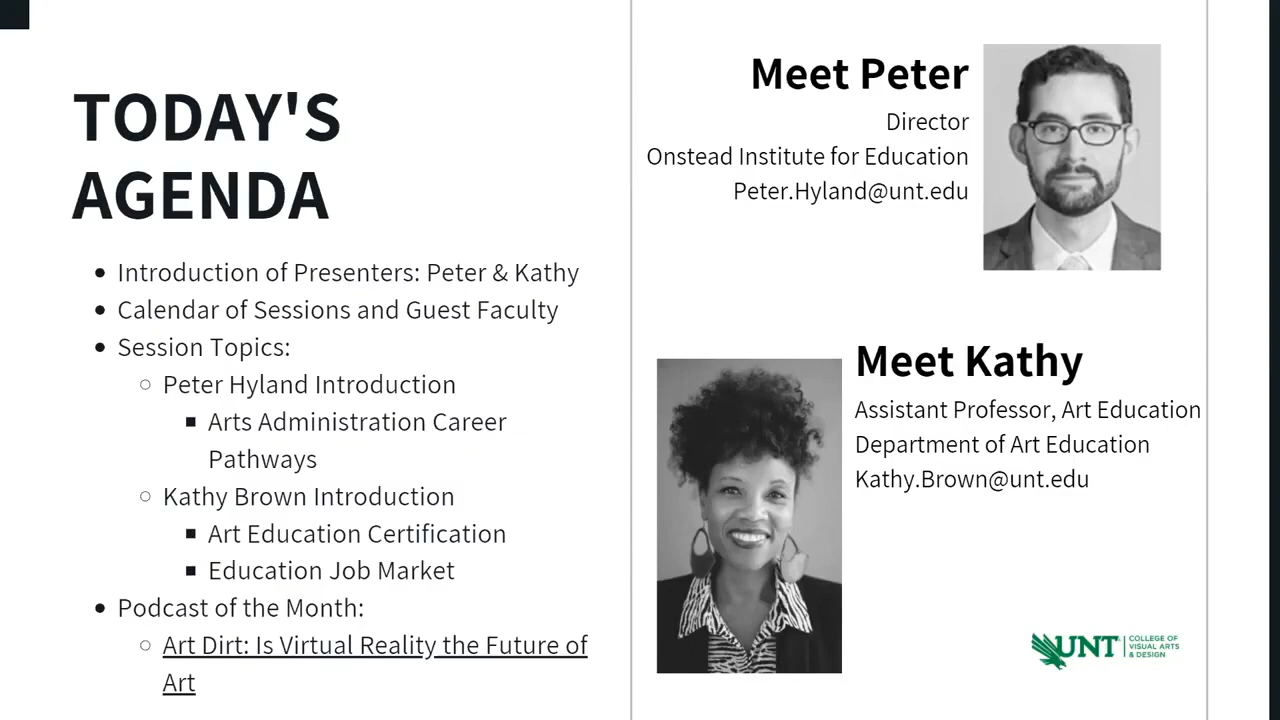 TODAY'S
AGENDA
Introduction of Presenters: Peter & Kathy
Calendar of Sessions and Guest Faculty
Session Topics:
Peter Hyland Introduction
Arts Administration Career
Pathways
Kathy Brown Introduction
Art Education Certification
Education Job Market
Podcast of the Month:
Art Dirt: Is Virtual Reality the Future of
Art
Meet Peter
Director
Onstead Institute for Education
Peter.Hyland@unt.edu
Meet Kathy
Assistant Professor, Art Education
Department of Art Education
Kathy.Brown@unt.edu
UNT
COLLEGE OF
VISUAL ARTS
& DESIGN